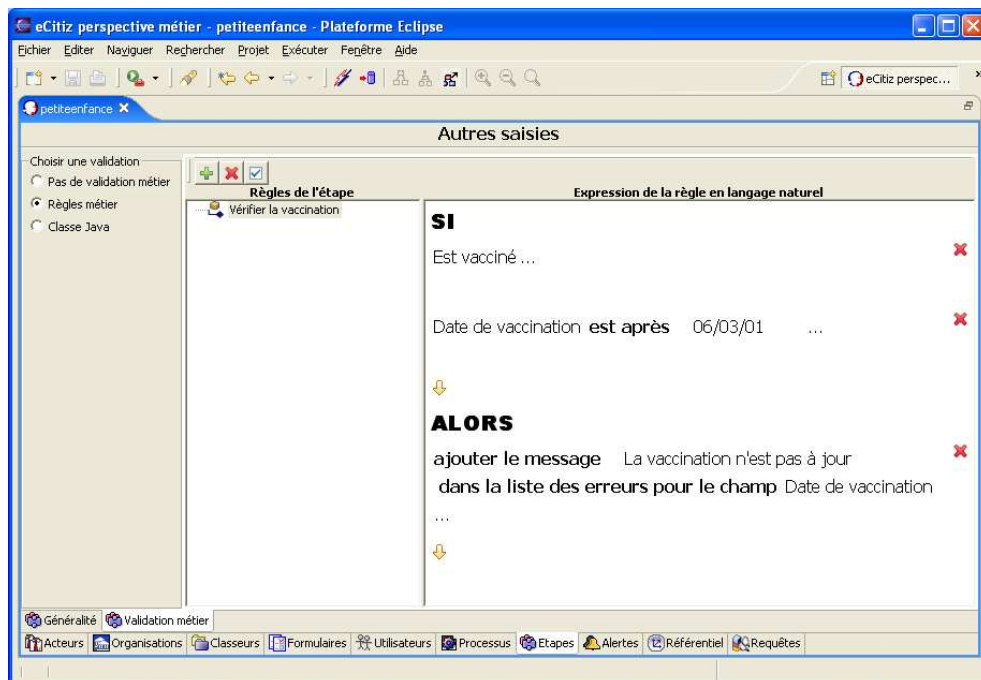 eCitiz perspective métier - petiteenfance - Plateforme Eclipse
Fichier Editer Naviguer Rechercher Projet Exécuter Fenêtre Aide
eCitiz perspec... »
petiteenfance
Autres saisies
Choisir une validation
Pas de validation métier
Règles métier
Classe Java
Règles de l'étape
Vérifier la vaccination
Expression de la règle en langage naturel
SI
Est vacciné ...
Date de vaccination est après 06/03/01 ...
ALORS
ajouter le message La vaccination n'est pas à jour
dans la liste des erreurs pour le champ Date de vaccination
...
Généralité Validation métier
Acteurs Organisations Classeurs Formulaires Utilisateurs Processus Etapes Alertes Référentiel Requêtes